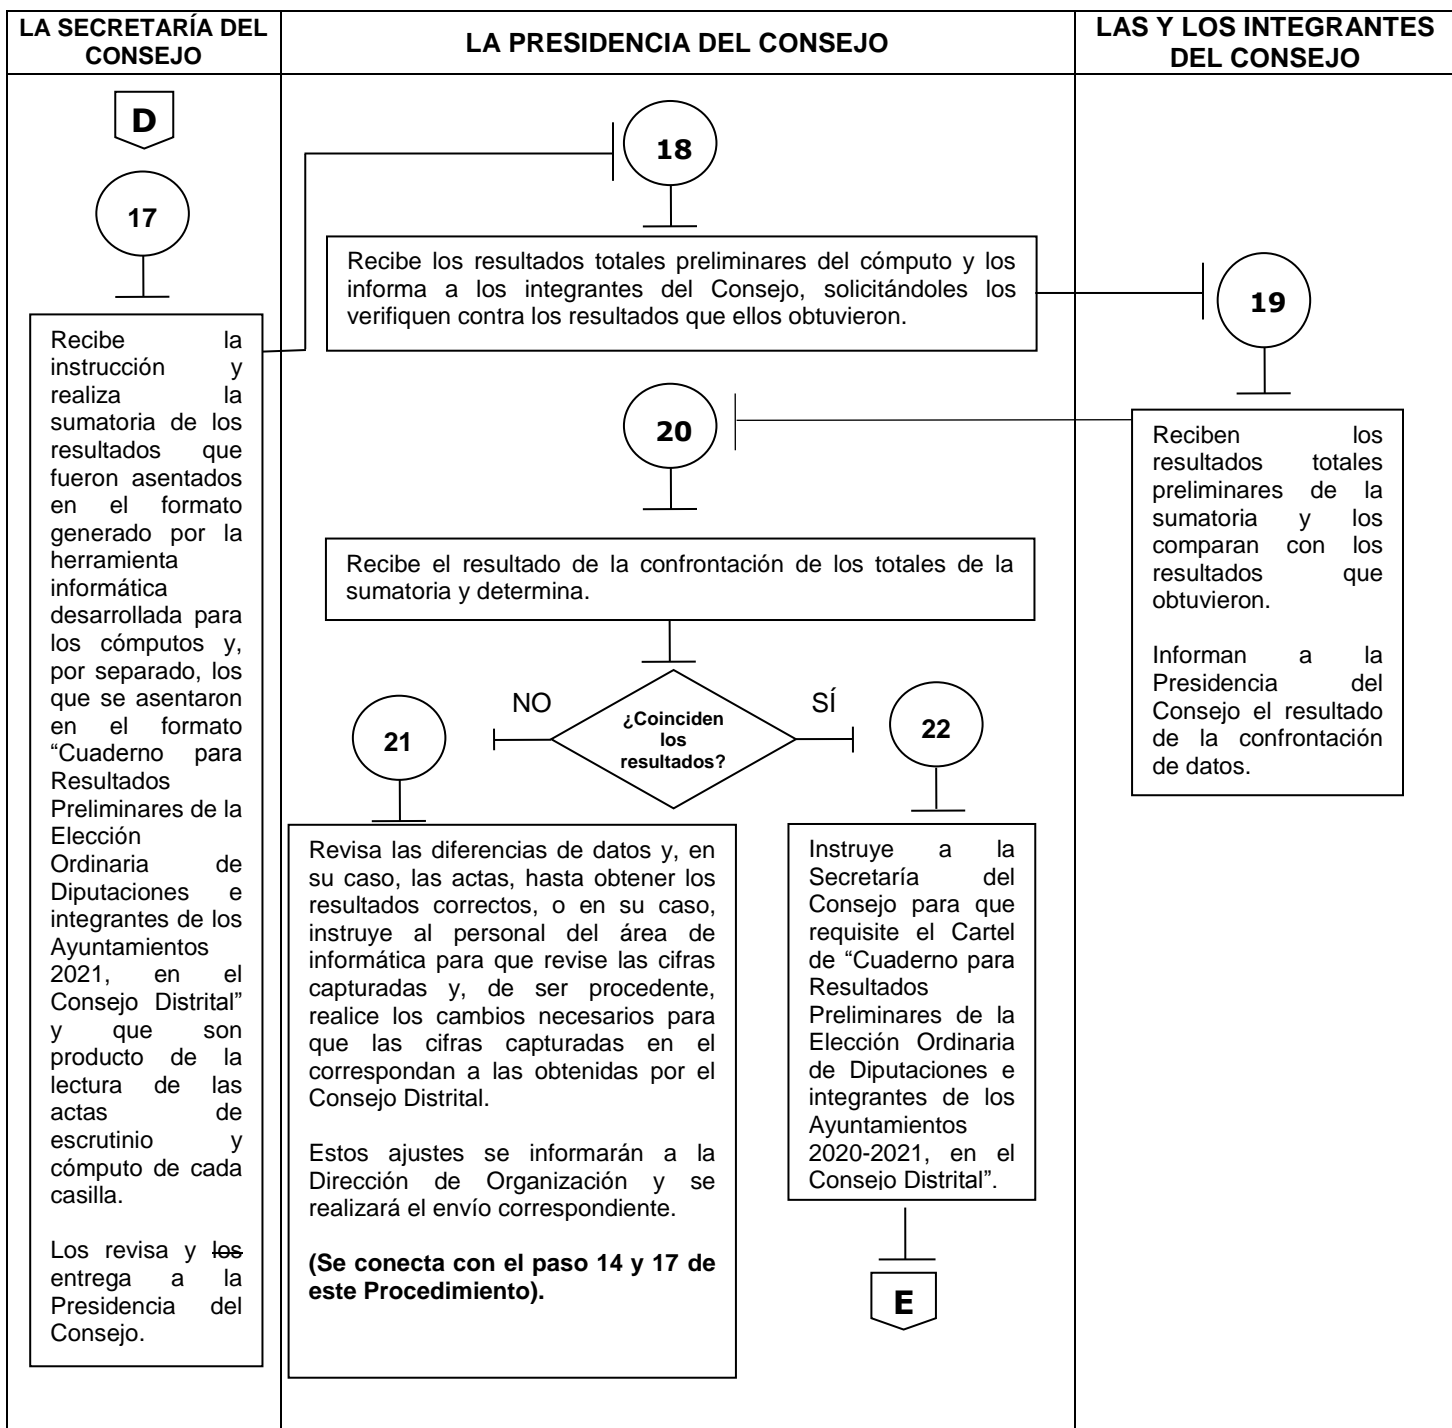 LA SECRETARÍA DEL
CONSEJO
LA PRESIDENCIA DEL CONSEJO
LAS Y LOS INTEGRANTES
DEL CONSEJO
D
17
Recibe la
instrucción y
realiza la
sumatoria de los
resultados que
fueron asentados
en el formato
generado por la
herramienta
informática
desarrollada para
los cómputos y,
por separado, los
que se asentaron
en el formato
“Cuaderno para
Resultados
Preliminares de la
Elección
Ordinaria de
Diputaciones e
integrantes de los
Ayuntamientos
2021, en el
Consejo Distrital”
y que son
producto de la
lectura de las
actas de
escrutinio y
cómputo de cada
casilla.
Los revisa y los
entrega a la
Presidencia del
Consejo.
18
Recibe los resultados totales preliminares del cómputo y los
informa a los integrantes del Consejo, solicitándoles los
verifiquen contra los resultados que ellos obtuvieron.
19
Reciben los
resultados totales
preliminares de la
sumatoria y los
comparan con los
resultados que
obtuvieron.
Informan a la
Presidencia del
Consejo el resultado
de la confrontación
de datos.
20
Recibe el resultado de la confrontación de los totales de la
sumatoria y determina.
¿Coinciden
los
resultados?
NO
SÍ
21
Revisa las diferencias de datos y, en
su caso, las actas, hasta obtener los
resultados correctos, o en su caso,
instruye al personal del área de
informática para que revise las cifras
capturadas y, de ser procedente,
realice los cambios necesarios para
que las cifras capturadas en el
correspondan a las obtenidas por el
Consejo Distrital.
Estos ajustes se informarán a la
Dirección de Organización y se
realizará el envío correspondiente.
(Se conecta con el paso 14 y 17 de
este Procedimiento).
22
Instruye a la
Secretaría del
Consejo para que
requisite el Cartel
de “Cuaderno para
Resultados
Preliminares de la
Elección Ordinaria
de Diputaciones e
integrantes de los
Ayuntamientos
2020-2021, en el
Consejo Distrital”.
E